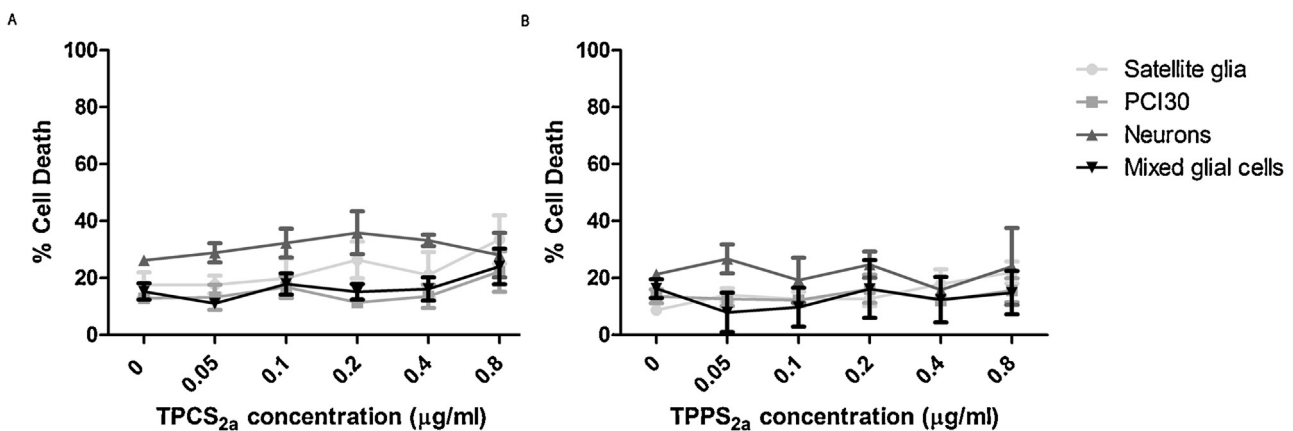 A
100
80
60
40
20
0
% Cell Death
0
0.05
0.1
0.2
0.4
0.8
TPCS2a concentration (μg/ml)
B
100
80
60
40
20
0
% Cell Death
0
0.05
0.1
0.2
0.4
0.8
TPPS2a concentration (μg/ml)
Satellite glia
PCI30
Neurons
Mixed glial cells